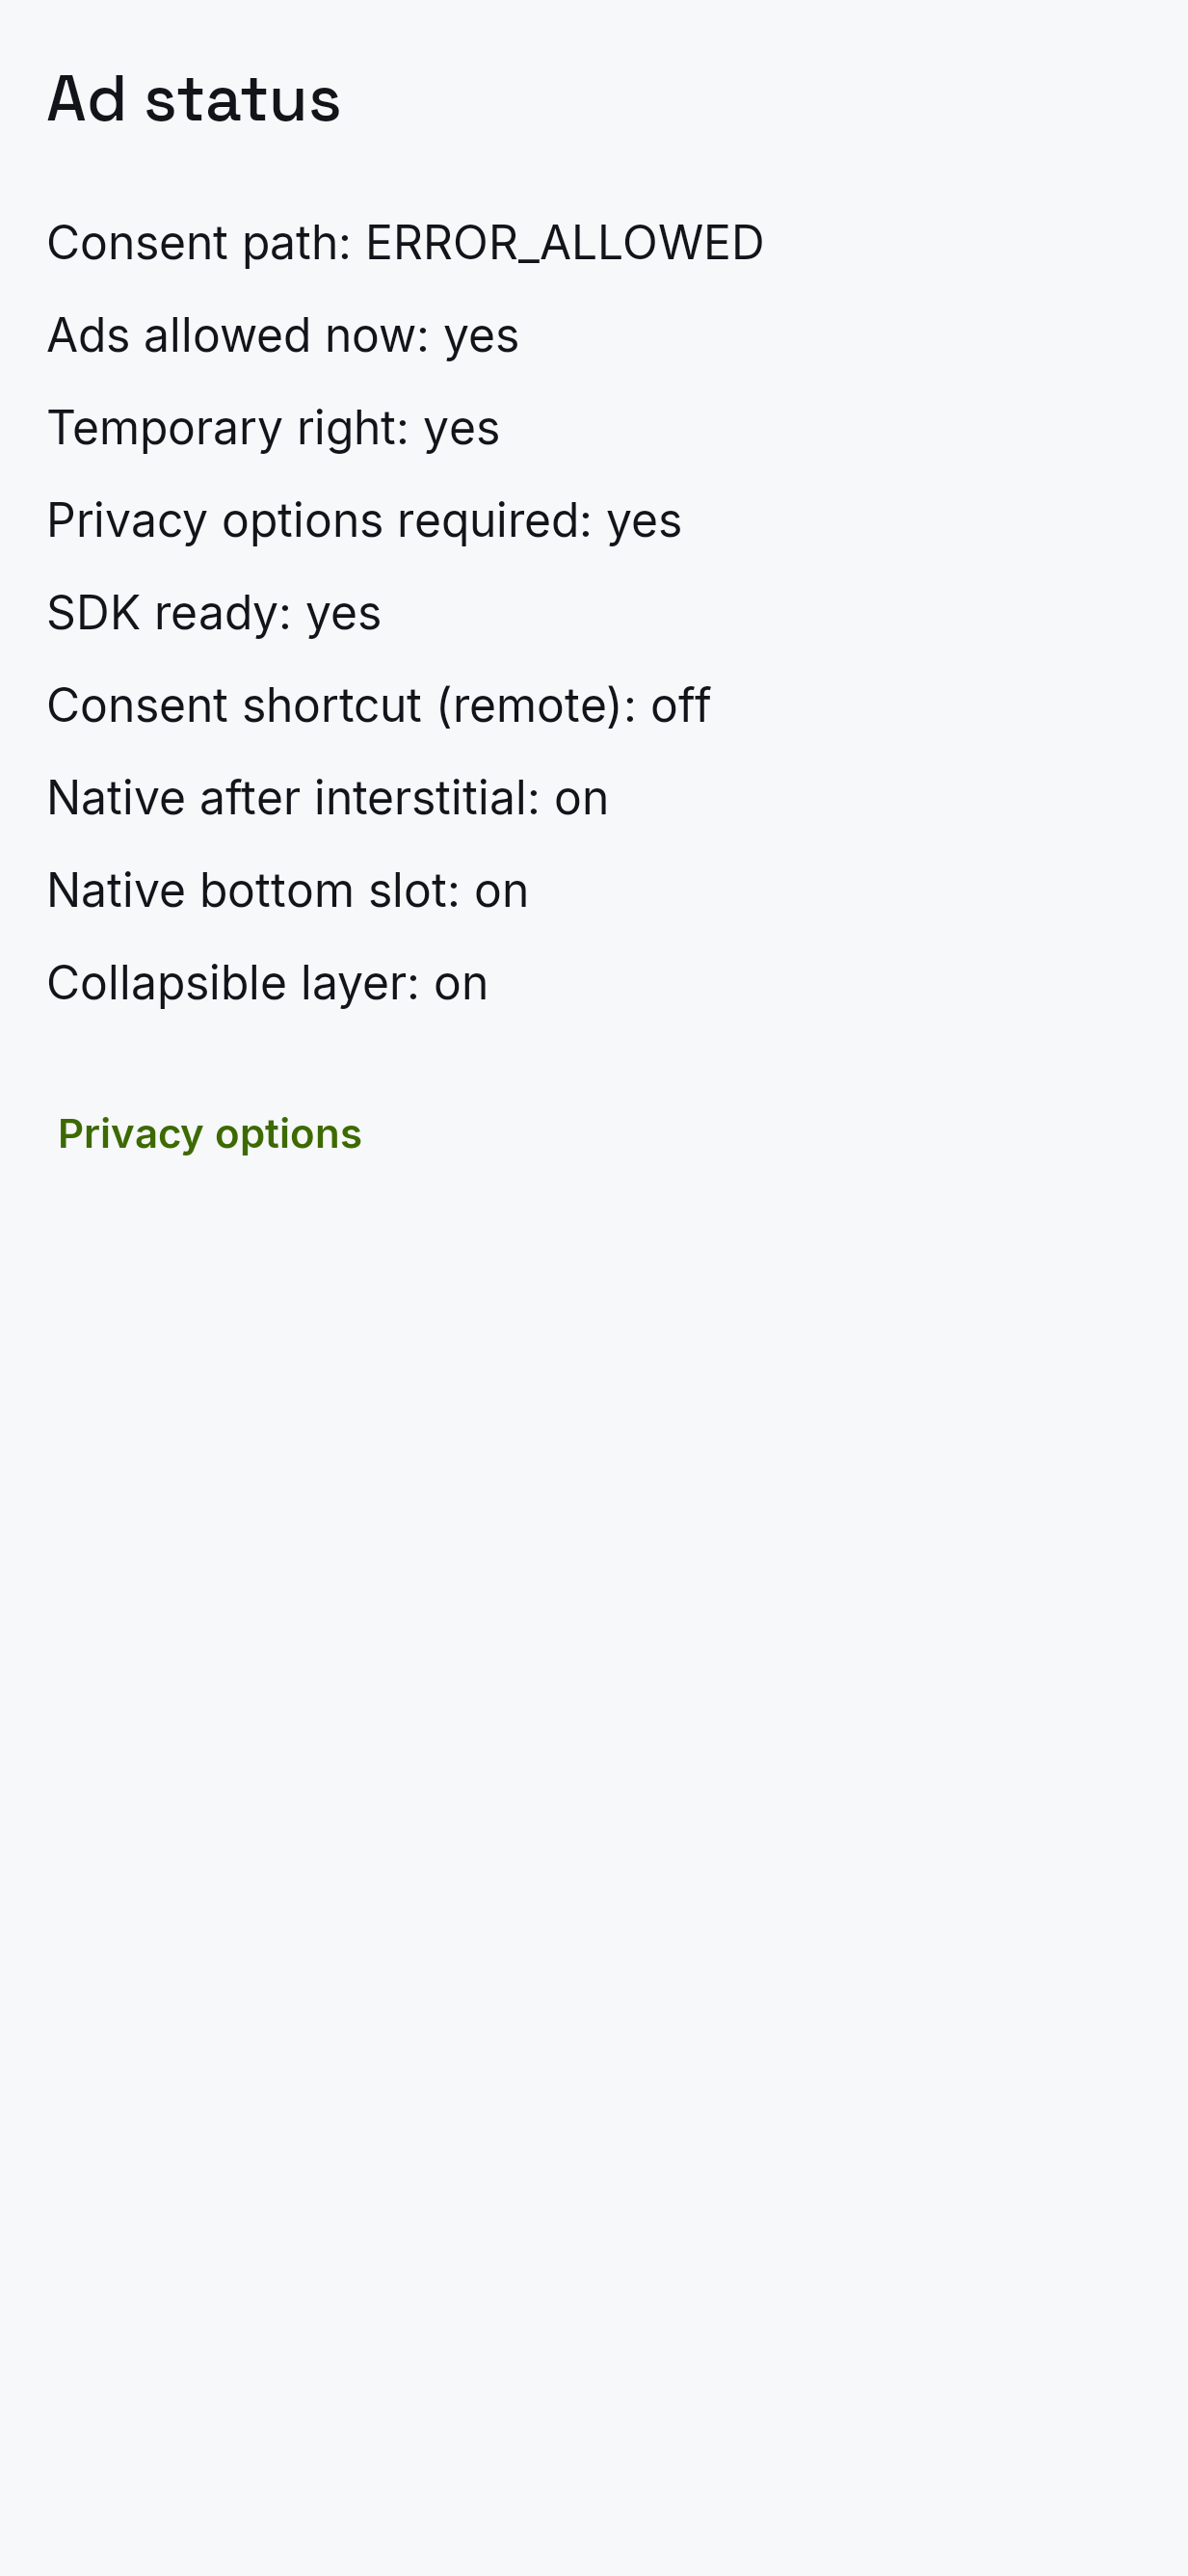 Ad status
Consent path: ERROR_ALLOWED
Ads allowed now: yes
Temporary right: yes
Privacy options required: yes
SDK ready: yes
Consent shortcut (remote): off
Native after interstitial: on
Native bottom slot: on
Collapsible layer: on
Privacy options